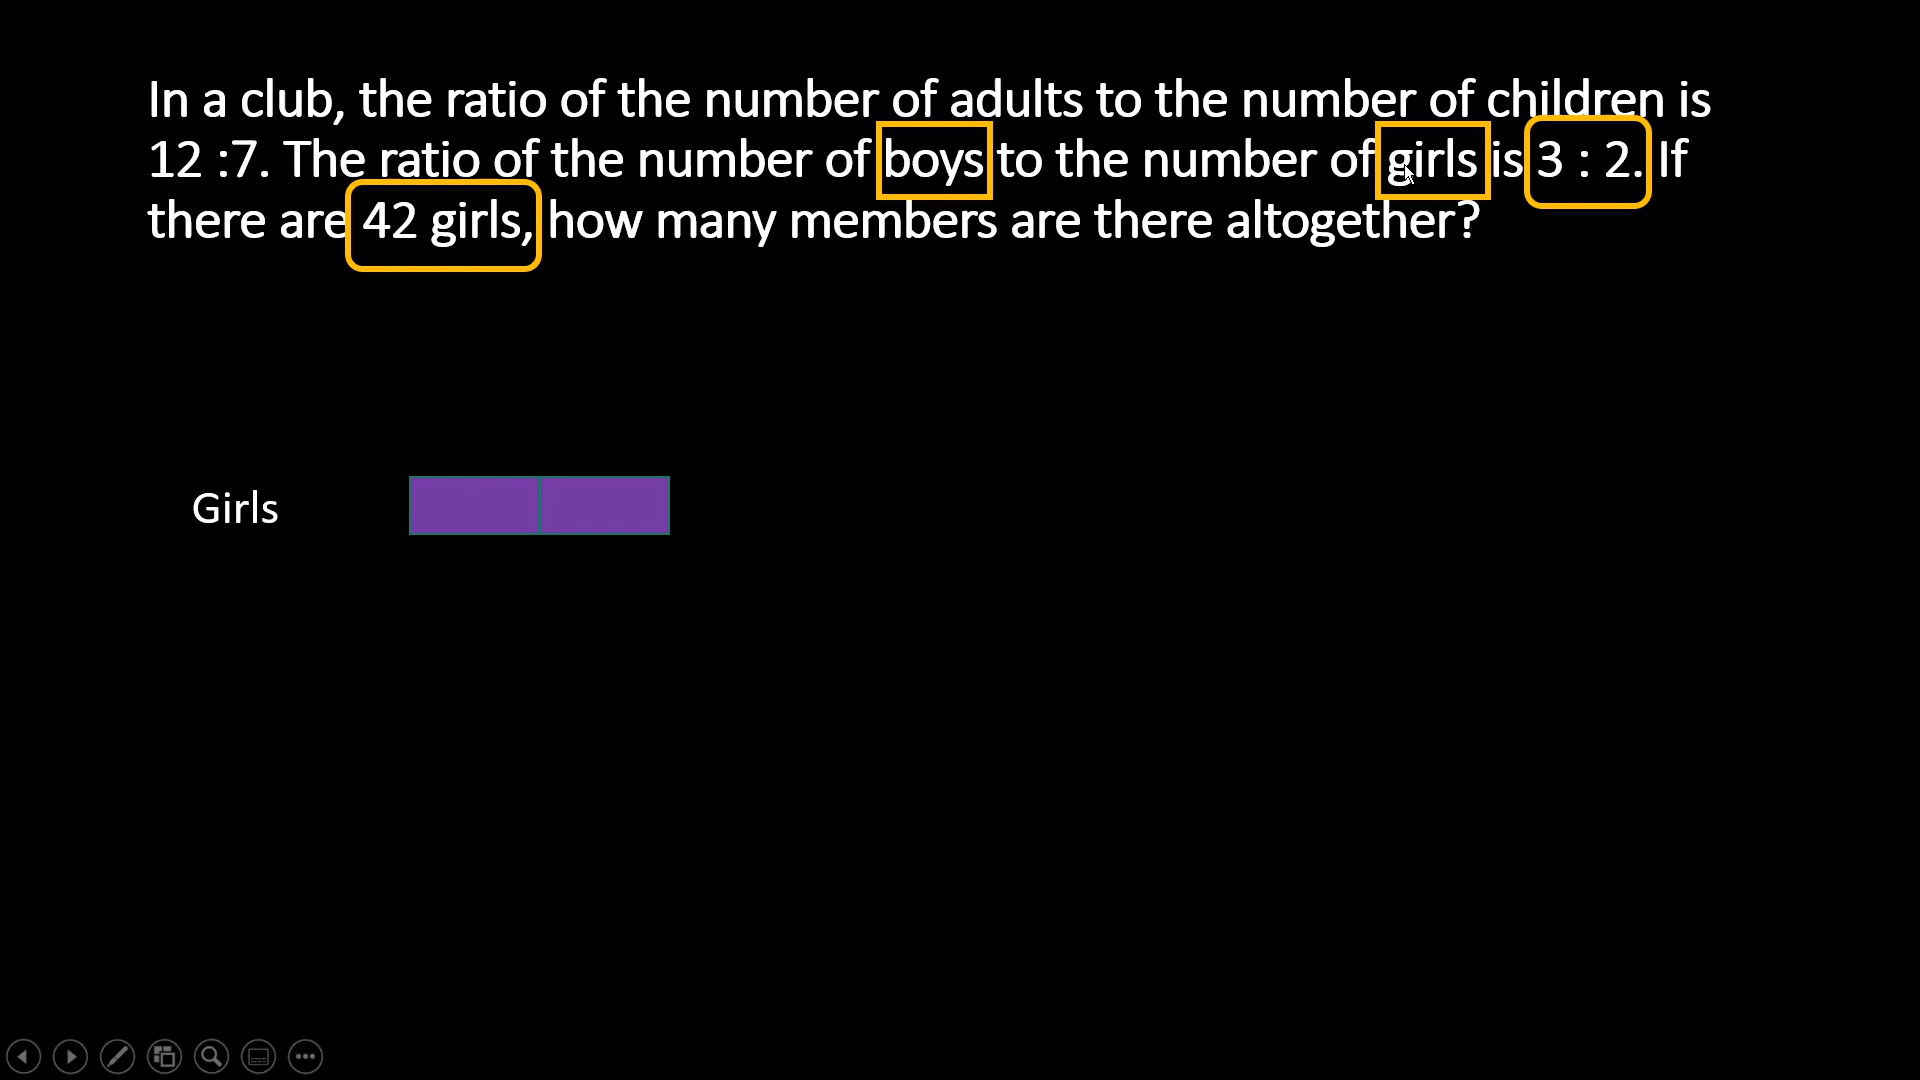 In a club, the ratio of the number of adults to the number of children is
12 :7. The ratio of the number of boys to the number of girls is 3 : 2. If
there are 42 girls, how many members are there altogether?
Girls